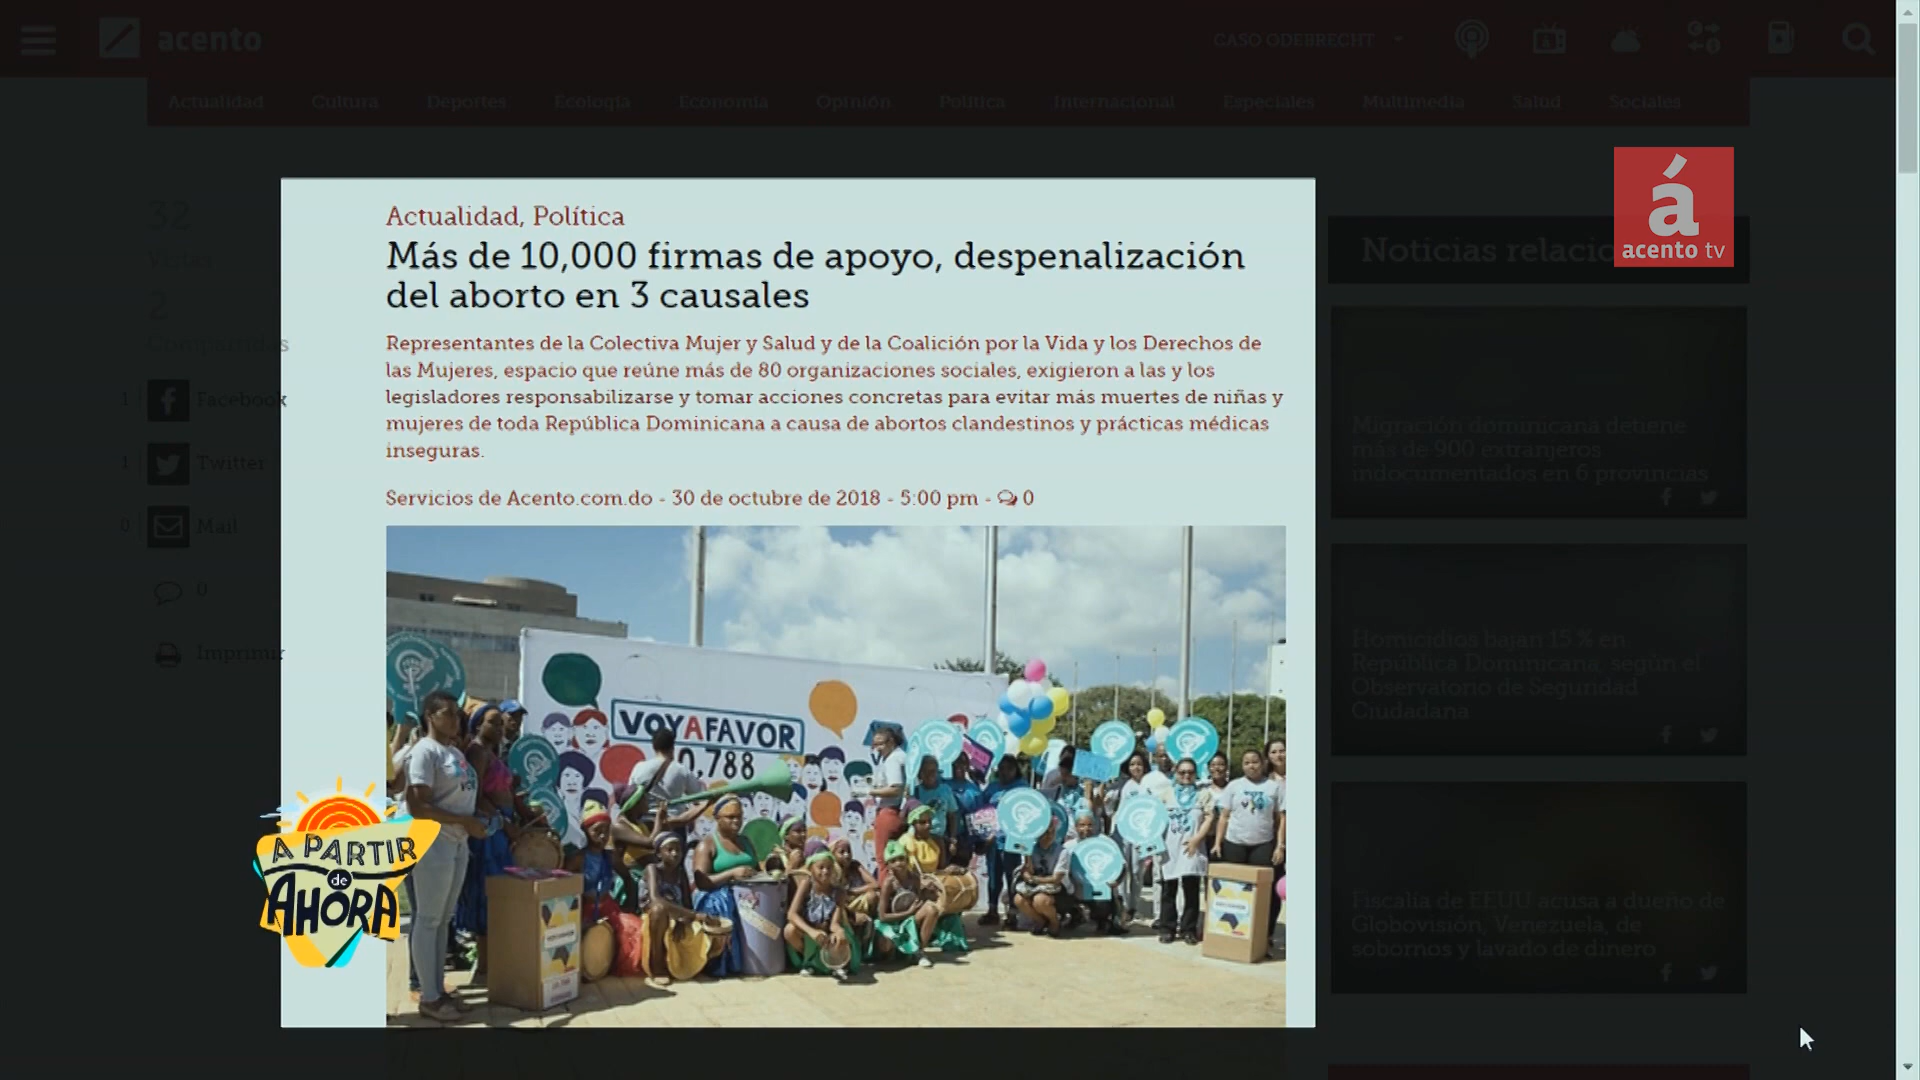 acento
CASO ODEBRECHT
Actualidad Cultura Deportes Ecología Economía Opinión Política Internacional Especiales Multimedia Salud Sociales
á
acento tv
32
Vistas
2
Compartidas
1 Facebook
1 Twitter
0 Mail
0
Imprimir
Actualidad, Política
Más de 10,000 firmas de apoyo, despenalización
del aborto en 3 causales
Representantes de la Colectiva Mujer y Salud y de la Coalición por la Vida y los Derechos de
las Mujeres, espacio que reúne más de 80 organizaciones sociales, exigieron a las y los
legisladores responsabilizarse y tomar acciones concretas para evitar más muertes de niñas y
mujeres de toda República Dominicana a causa de abortos clandestinos y prácticas médicas
inseguras.
Servicios de Acento.com.do - 30 de octubre de 2018 - 5:00 pm - 0
VOYAFAVOR
0,788
A PARTIR
de
AHORA
Noticias relacio
Migración dominicana detiene
más de 900 extranjeros
indocumentados en 6 provincias
Homicidios bajan 15 % en
República Dominicana, según el
Observatorio de Seguridad
Ciudadana
Fiscalía de EEUU acusa a dueño de
Globovisión, Venezuela, de
sobornos y lavado de dinero